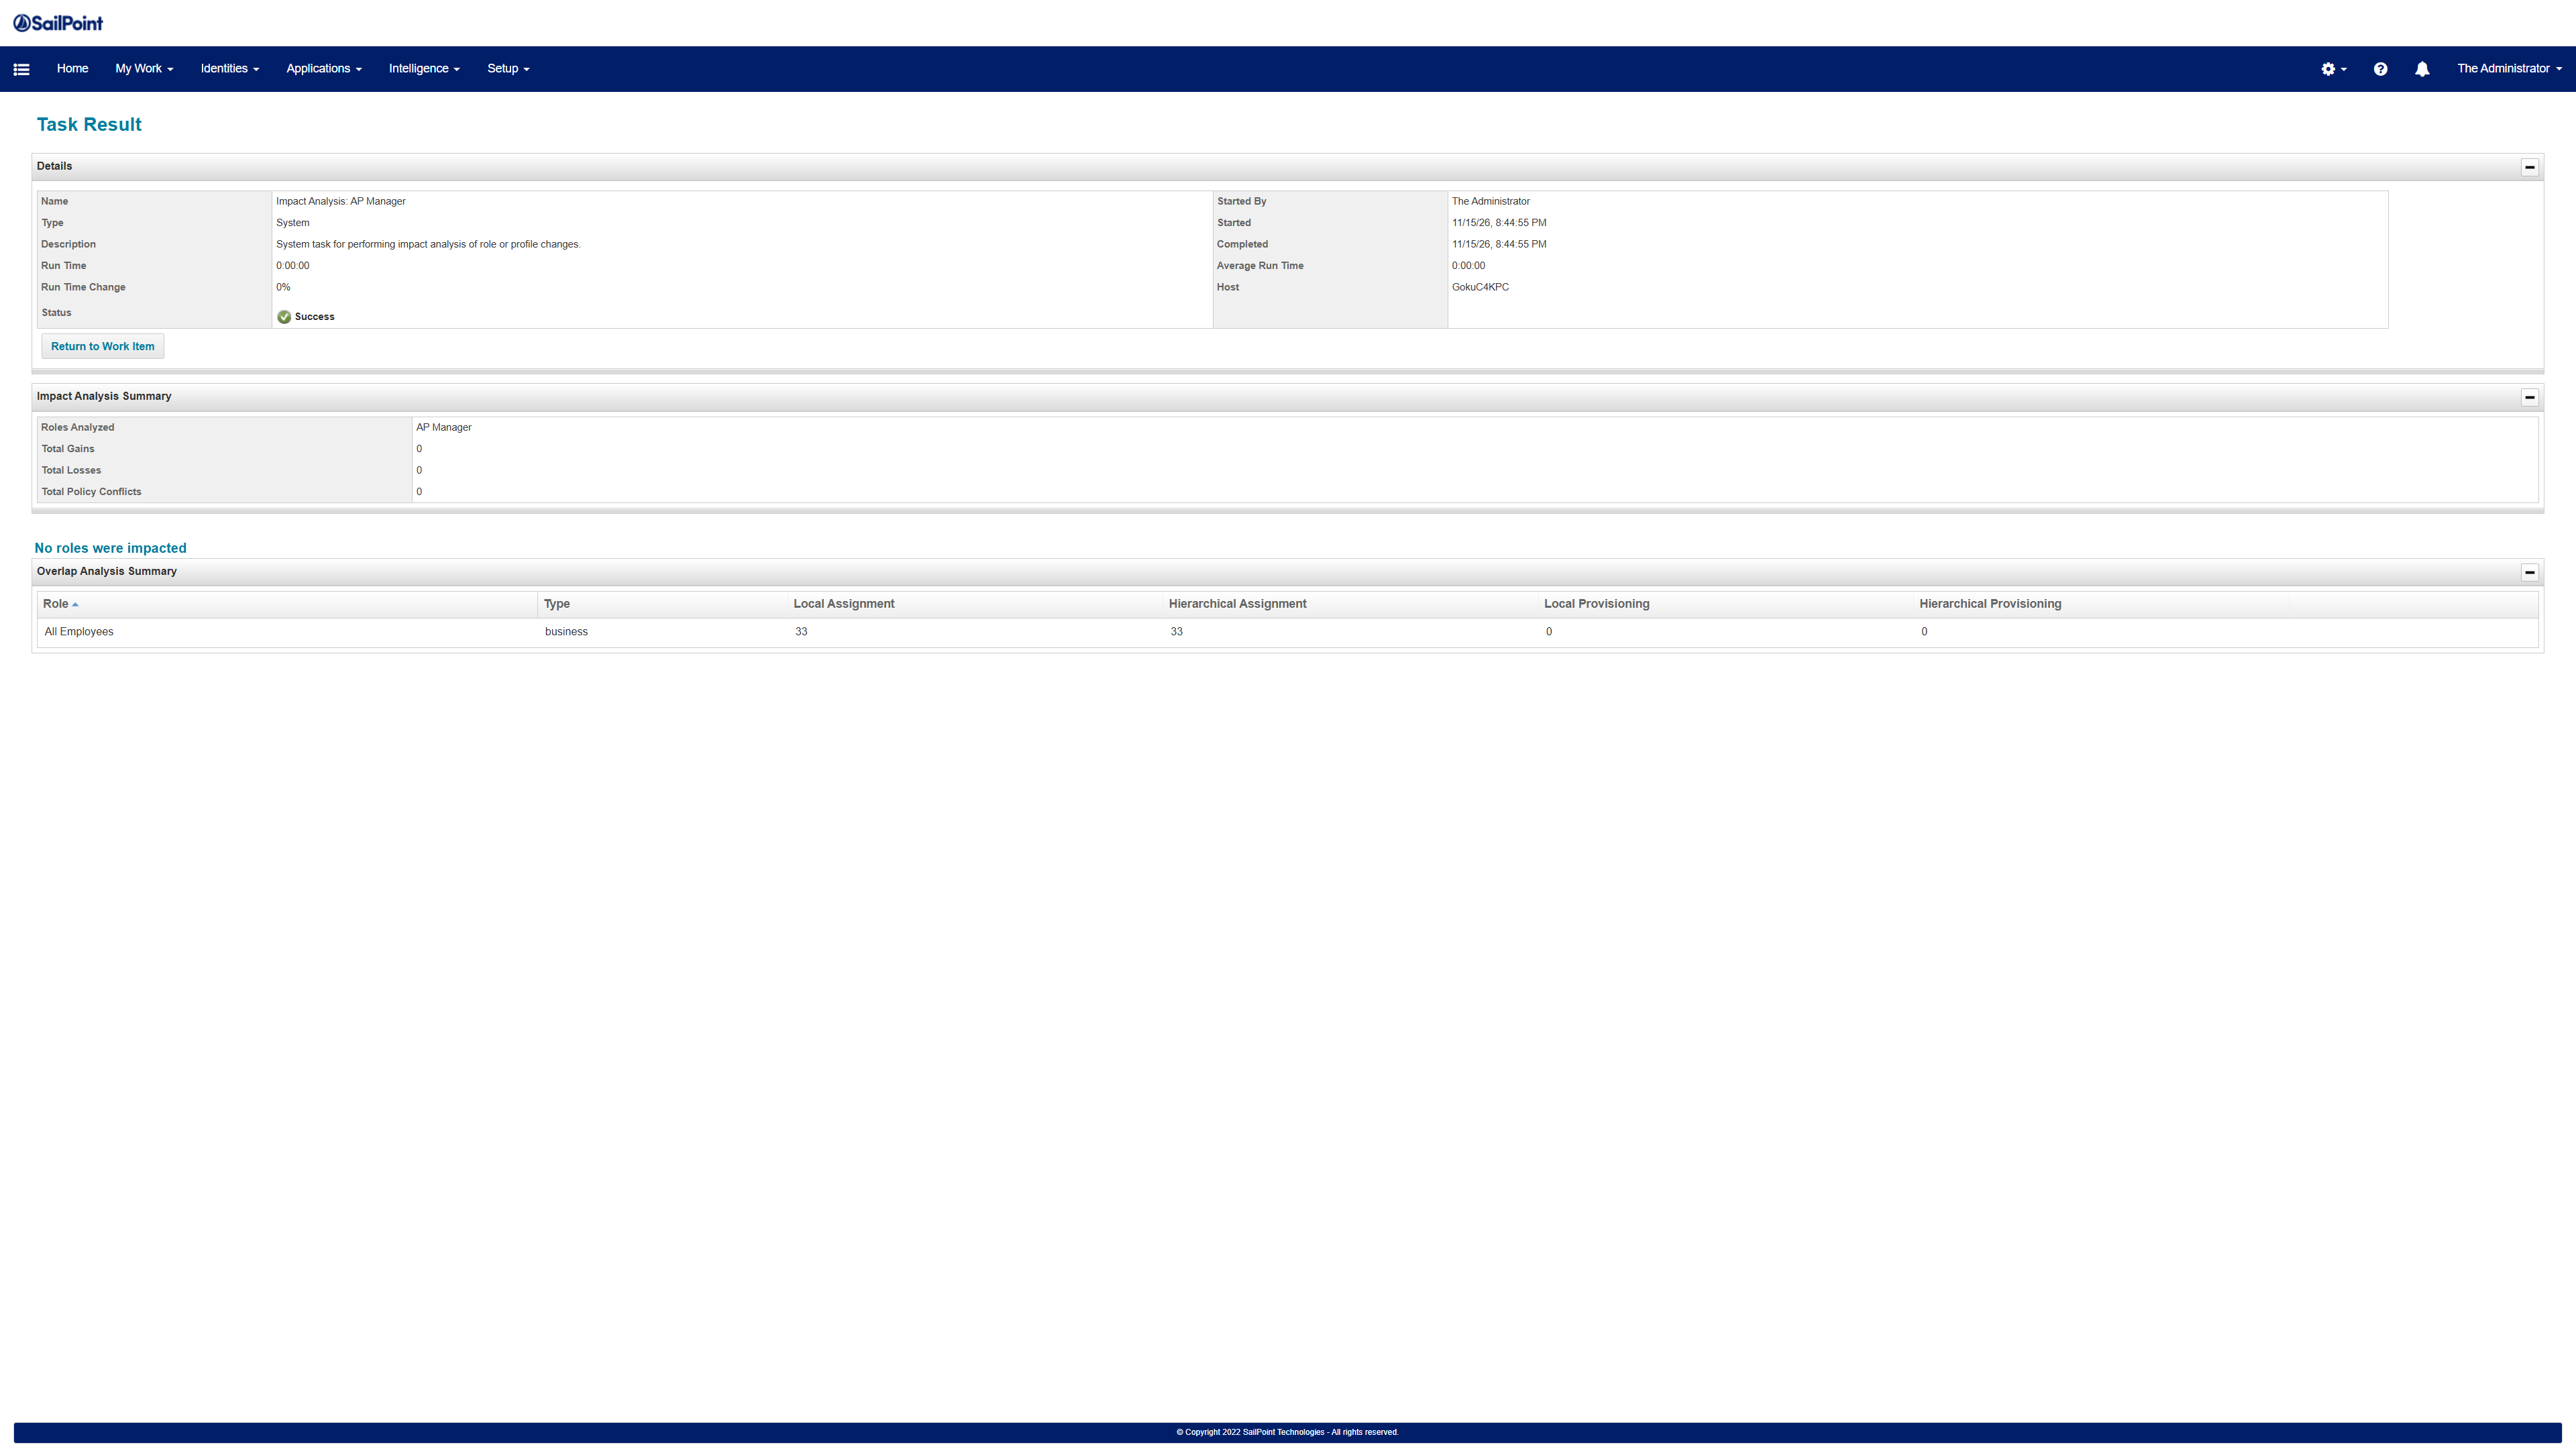 SailPoint
Home My Work Identities Applications Intelligence Setup The Administrator
Task Result
Details
Name Impact Analysis: AP Manager Started By The Administrator
Type System Started 11/15/26, 8:44:55 PM
Description System task for performing impact analysis of role or profile changes. Completed 11/15/26, 8:44:55 PM
Run Time 0:00:00 Average Run Time 0:00:00
Run Time Change 0% Host GokuC4KPC
Status Success
Return to Work Item
Impact Analysis Summary
Roles Analyzed AP Manager
Total Gains 0
Total Losses 0
Total Policy Conflicts 0
No roles were impacted
Overlap Analysis Summary
Role Type Local Assignment Hierarchical Assignment Local Provisioning Hierarchical Provisioning
All Employees business 33 33 0 0
© Copyright 2022 SailPoint Technologies - All rights reserved.